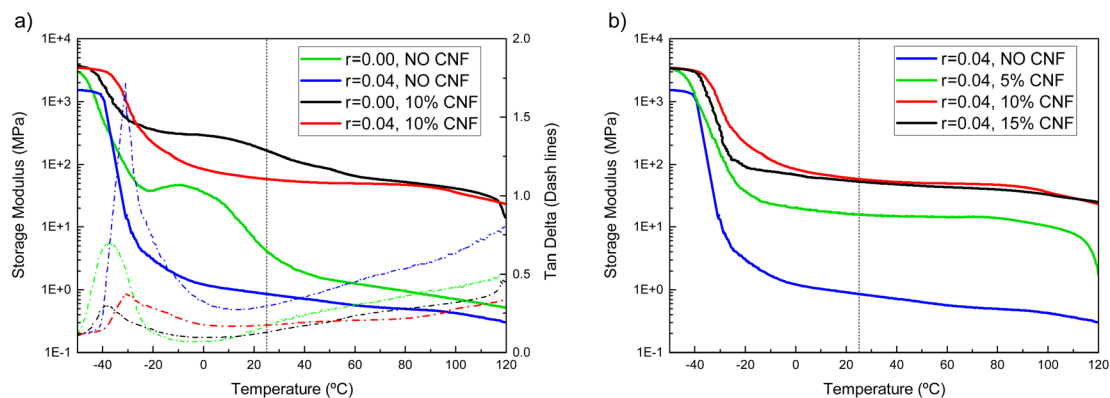 a)
1E+4
1E+3
1E+2
1E+1
1E+0
1E-1
Storage Modulus (MPa)
r=0.00, NO CNF
r=0.04, NO CNF
r=0.00, 10% CNF
r=0.04, 10% CNF
2.0
1.5
1.0
0.5
0.0
Tan Delta (Dash lines)
-40 -20 0 20 40 60 80 100 120
Temperature (ºC)
b)
1E+4
1E+3
1E+2
1E+1
1E+0
1E-1
Storage Modulus (MPa)
r=0.04, NO CNF
r=0.04, 5% CNF
r=0.04, 10% CNF
r=0.04, 15% CNF
-40 -20 0 20 40 60 80 100 120
Temperature (ºC)